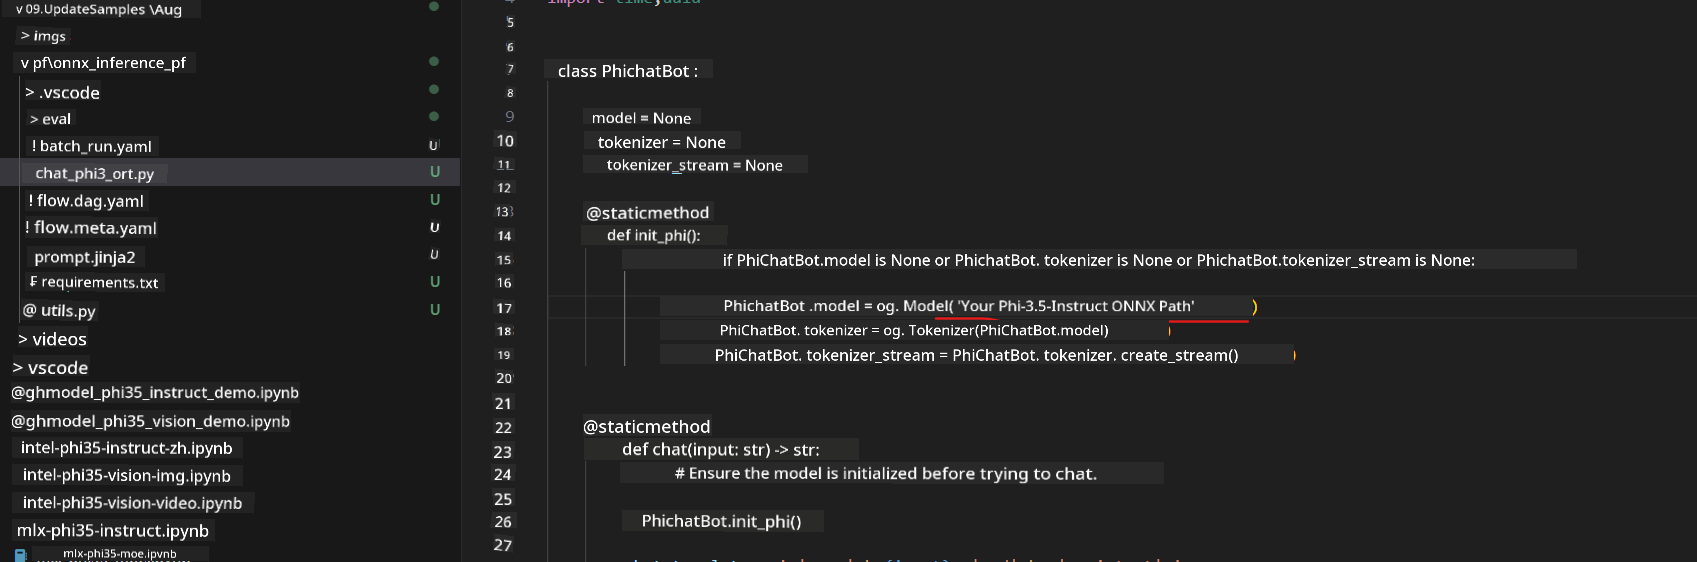 v 09.UpdateSamples \Aug
> imgs
v pf\onnx_inference_pf
> .vscode
> eval
! batch_run.yaml U
chat_phi3_ort.py U
! flow.dag.yaml U
! flow.meta.yaml U
prompt.jinja2 U
F requirements.txt U
@ utils.py
> videos
> vscode
@ghmodel_phi35_instruct_demo.ipynb
@ghmodel_phi35_vision_demo.ipynb
intel-phi35-instruct-zh.ipynb
intel-phi35-vision-img.ipynb
intel-phi35-vision-video.ipynb
mlx-phi35-instruct.ipynb
mlx-phi35-moe.ipvnb
import time,uuid
5
6
7 class PhichatBot :
8
9 model = None
10 tokenizer = None
11 tokenizer_stream = None
12
13 @staticmethod
14 def init_phi():
15 if PhiChatBot.model is None or PhichatBot. tokenizer is None or PhichatBot.tokenizer_stream is None:
16
17 PhichatBot .model = og. Model( 'Your Phi-3.5-Instruct ONNX Path' )
18 PhiChatBot. tokenizer = og. Tokenizer(PhiChatBot.model) )
19 PhiChatBot. tokenizer_stream = PhiChatBot. tokenizer. create_stream() )
20
21
22 @staticmethod
23 def chat(input: str) -> str:
24 # Ensure the model is initialized before trying to chat.
25
26 PhichatBot.init_phi()
27